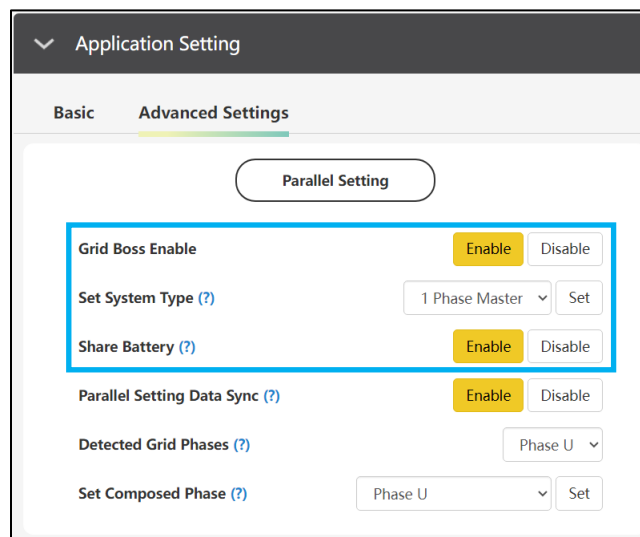 Application Setting
Basic Advanced Settings
Parallel Setting
Grid Boss Enable Enable Disable
Set System Type (?) 1 Phase Master Set
Share Battery (?) Enable Disable
Parallel Setting Data Sync (?) Enable Disable
Detected Grid Phases (?) Phase U
Set Composed Phase (?) Phase U Set